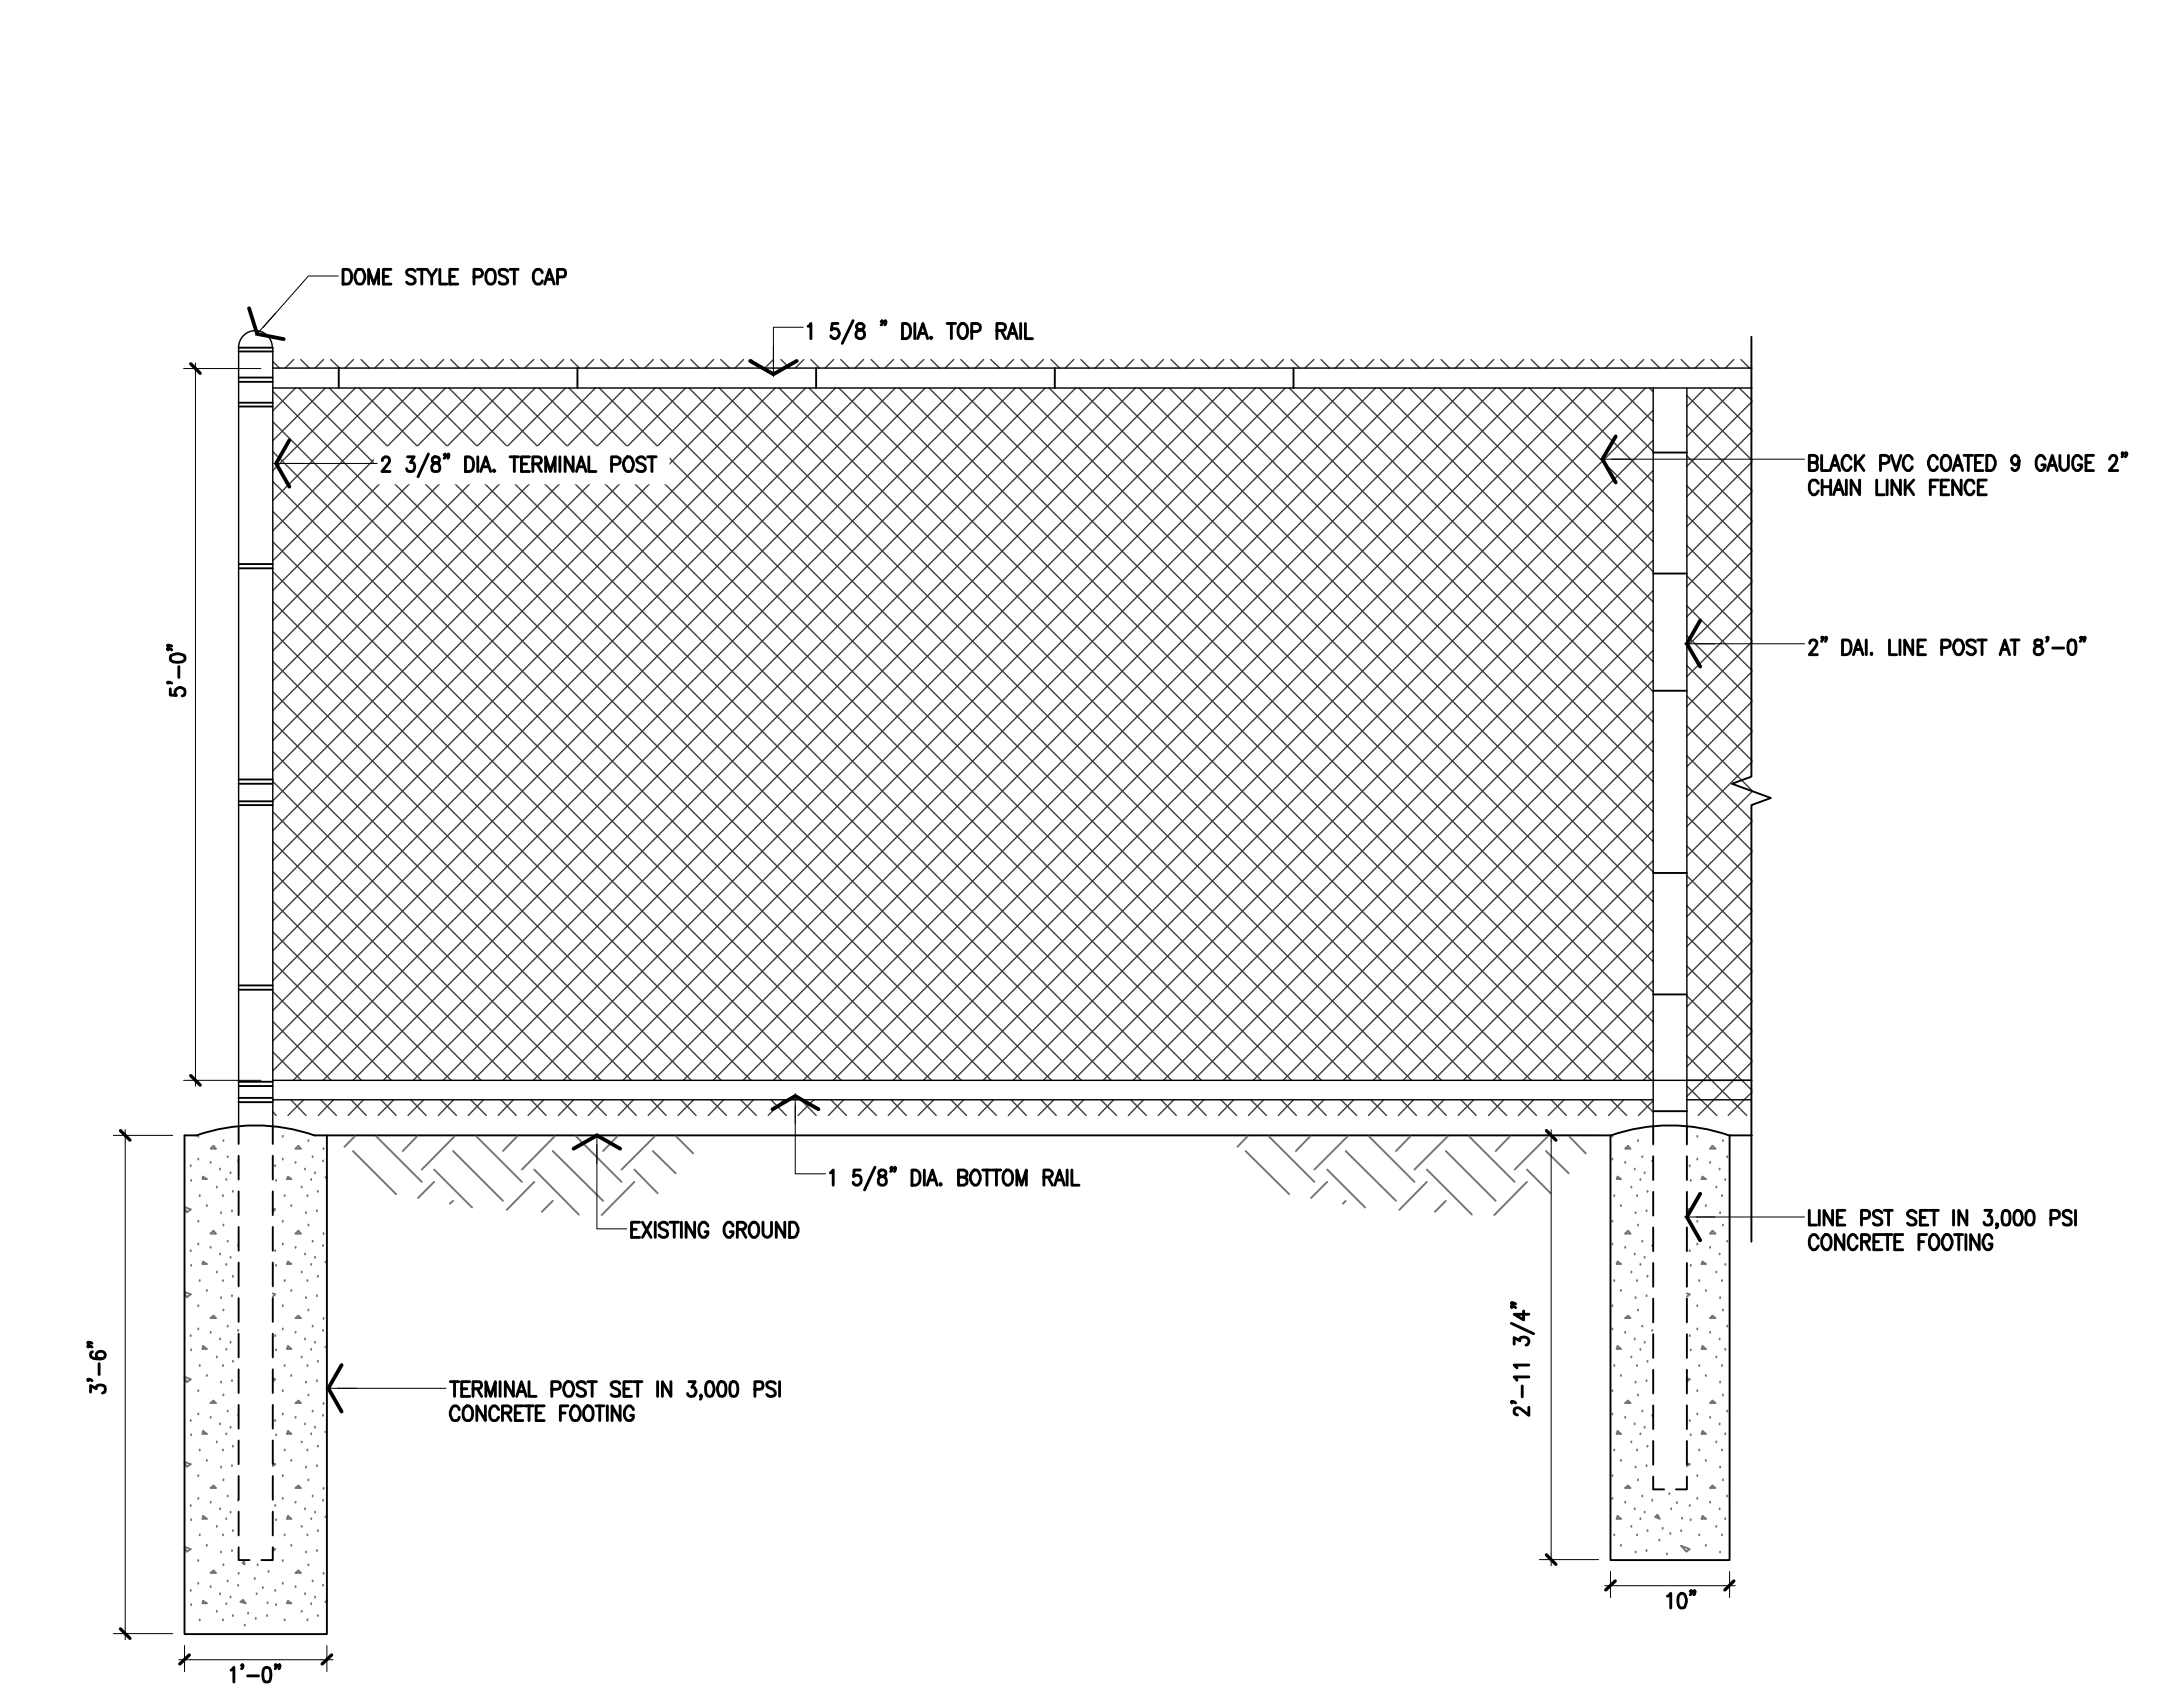 DOME STYLE POST CAP
1 5/8 " DIA. TOP RAIL
2 3/8" DIA. TERMINAL POST
BLACK PVC COATED 9 GAUGE 2"
CHAIN LINK FENCE
5'-0"
2" DAI. LINE POST AT 8'-0"
1 5/8" DIA. BOTTOM RAIL
EXISTING GROUND
LINE PST SET IN 3,000 PSI
CONCRETE FOOTING
3'-6"
2'-11 3/4"
TERMINAL POST SET IN 3,000 PSI
CONCRETE FOOTING
10"
1'-0"